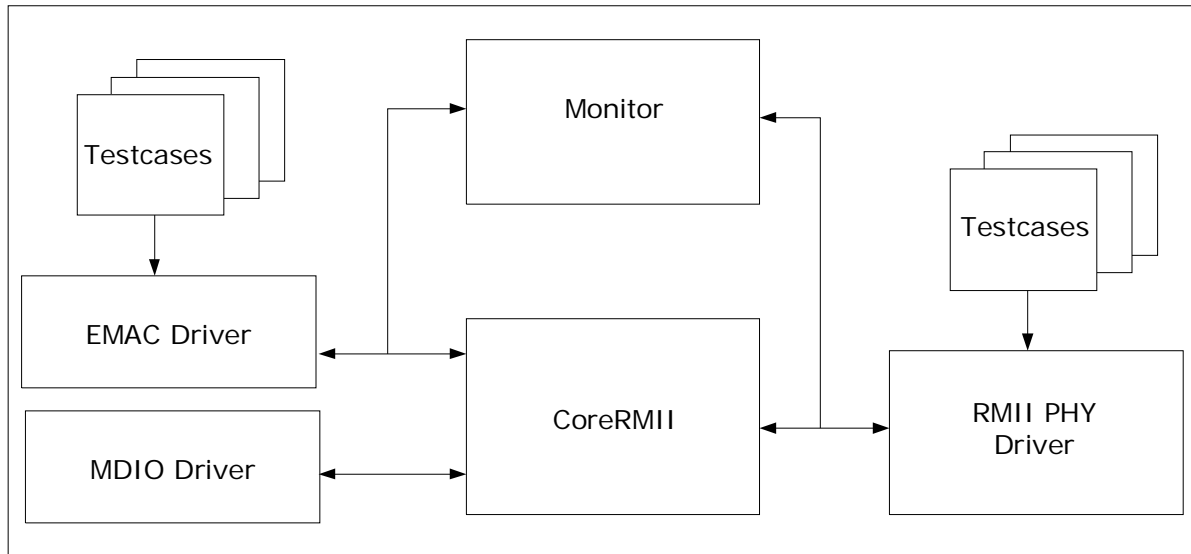 Monitor
Testcases
Testcases
EMAC Driver
CoreRMII
RMII PHY
Driver
MDIO Driver